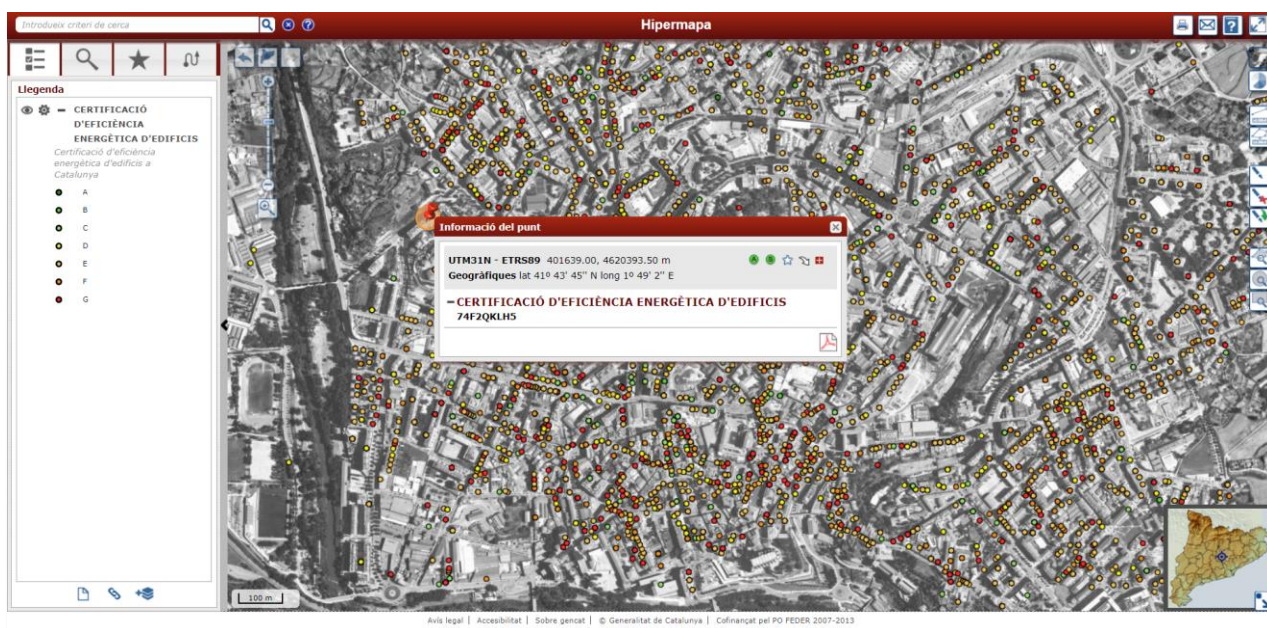 Introdueix criteri de cerca
Hipermapa
Llegenda
CERTIFICACIÓ
D'EFICIÈNCIA
ENERGÈTICA D'EDIFICIS
Certificació d'eficiència
energètica d'edificis a
Catalunya
A
B
C
D
E
F
G
Informació del punt
UTM31N - ETRS89 401639.00, 4620393.50 m
Geogràfiques lat 41º 43' 45'' N long 1º 49' 2'' E
CERTIFICACIÓ D'EFICIÈNCIA ENERGÈTICA D'EDIFICIS
74F2QKLH5
100 m
Avís legal | Accesibilitat | Sobre gencat | © Generalitat de Catalunya | Cofinançat pel PO FEDER 2007-2013